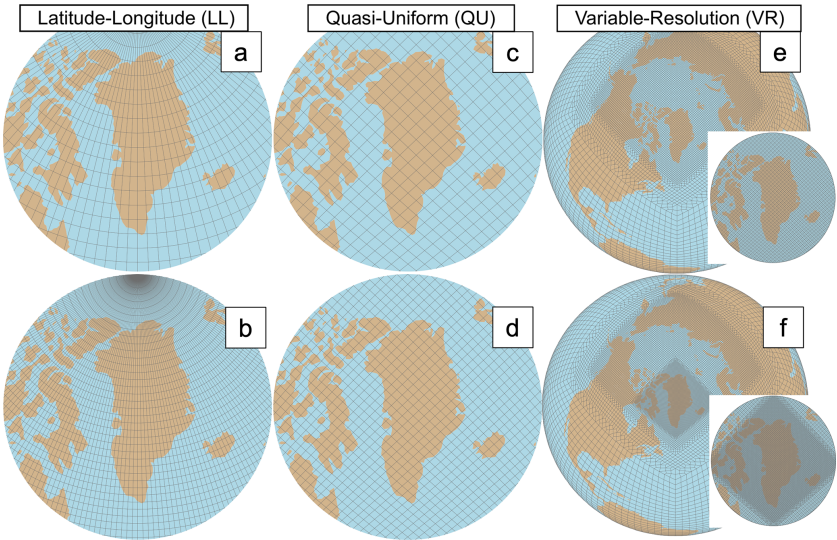 Latitude-Longitude (LL)
Quasi-Uniform (QU)
Variable-Resolution (VR)
a
c
e
b
d
f